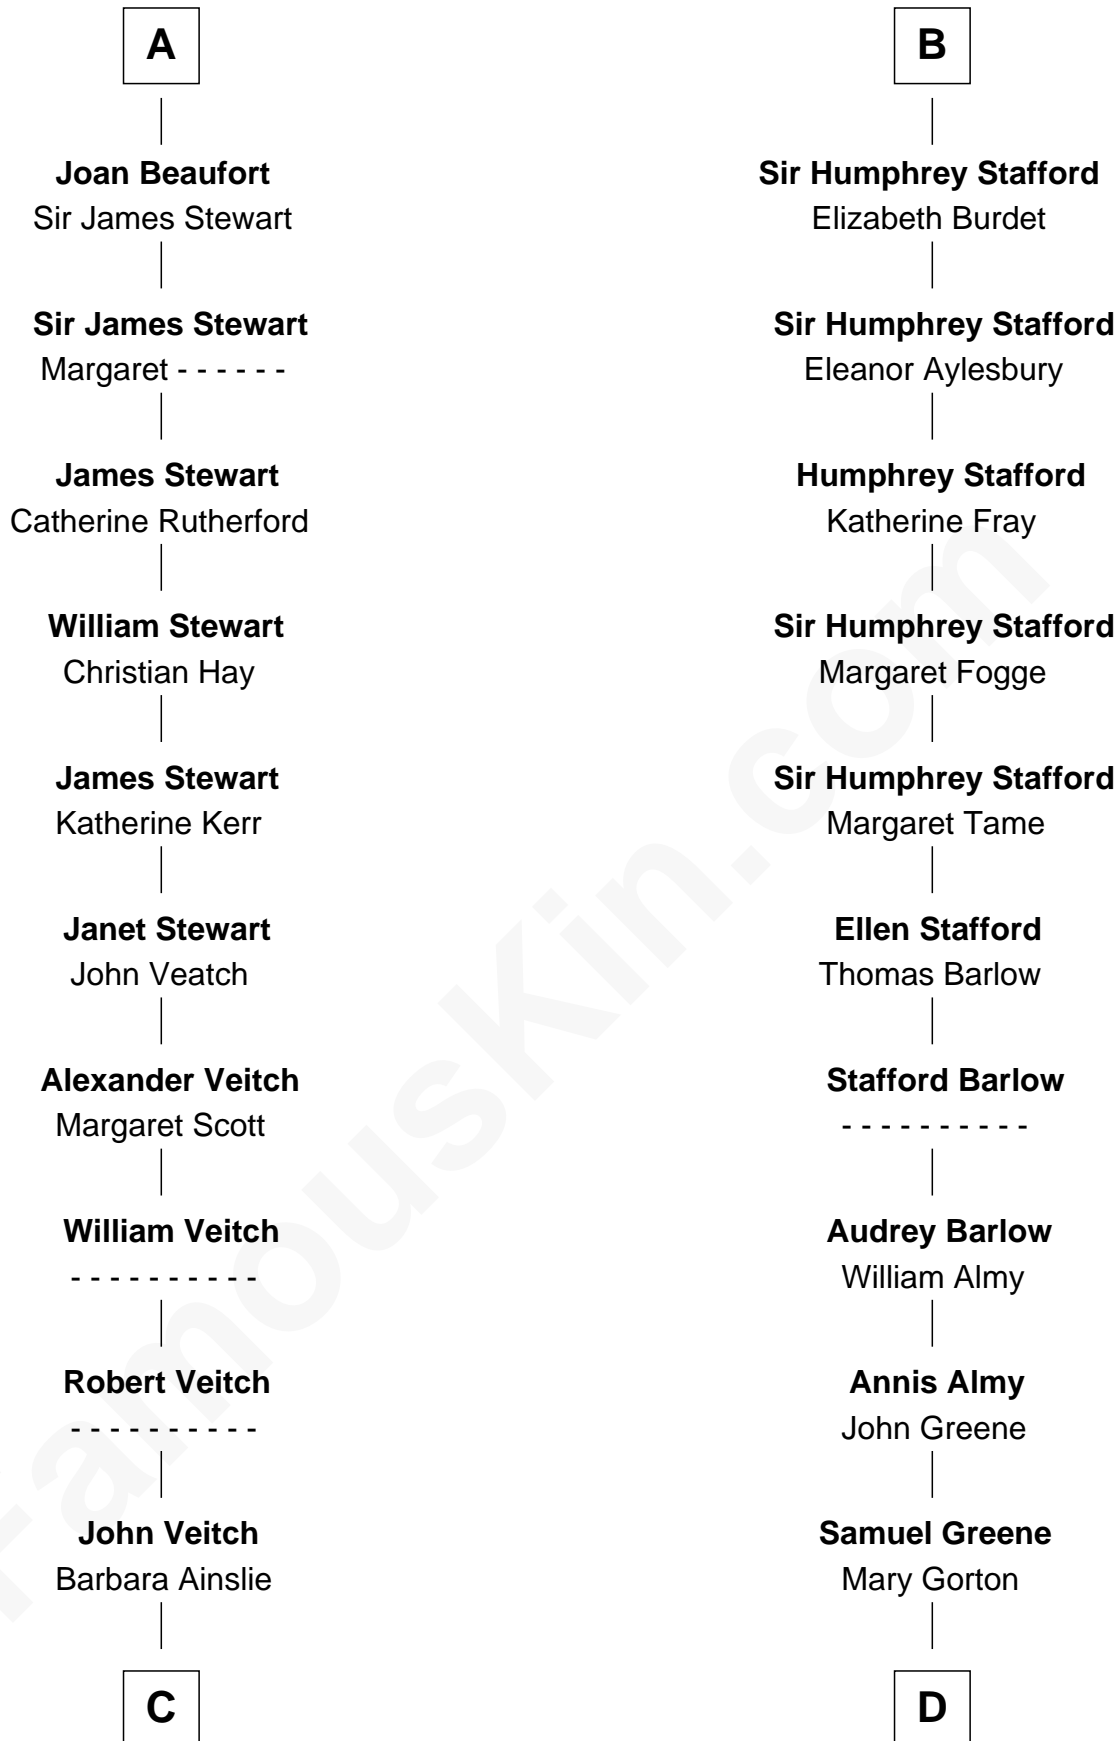 A
Joan Beaufort
Sir James Stewart
Sir James Stewart
Margaret - - - - - -
James Stewart
Catherine Rutherford
William Stewart
Christian Hay
James Stewart
Katherine Kerr
Janet Stewart
John Veatch
Alexander Veitch
Margaret Scott
William Veitch
- - - - - - - - - -
Robert Veitch
- - - - - - - - - -
John Veitch
Barbara Ainslie
C
B
Sir Humphrey Stafford
Elizabeth Burdet
Sir Humphrey Stafford
Eleanor Aylesbury
Humphrey Stafford
Katherine Fray
Sir Humphrey Stafford
Margaret Fogge
Sir Humphrey Stafford
Margaret Tame
Ellen Stafford
Thomas Barlow
Stafford Barlow
- - - - - - - - - -
Audrey Barlow
William Almy
Annis Almy
John Greene
Samuel Greene
Mary Gorton
D
FamousKin.com